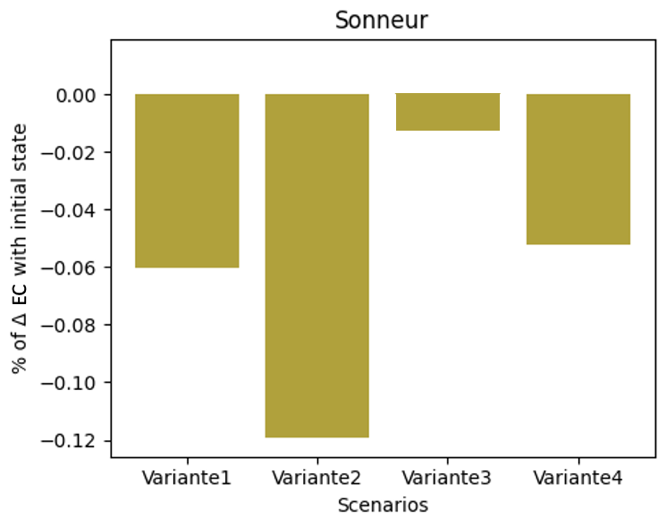 Sonneur
% of Δ EC with initial state
0.00
−0.02
−0.04
−0.06
−0.08
−0.10
−0.12
Variante1 Variante2 Variante3 Variante4
Scenarios